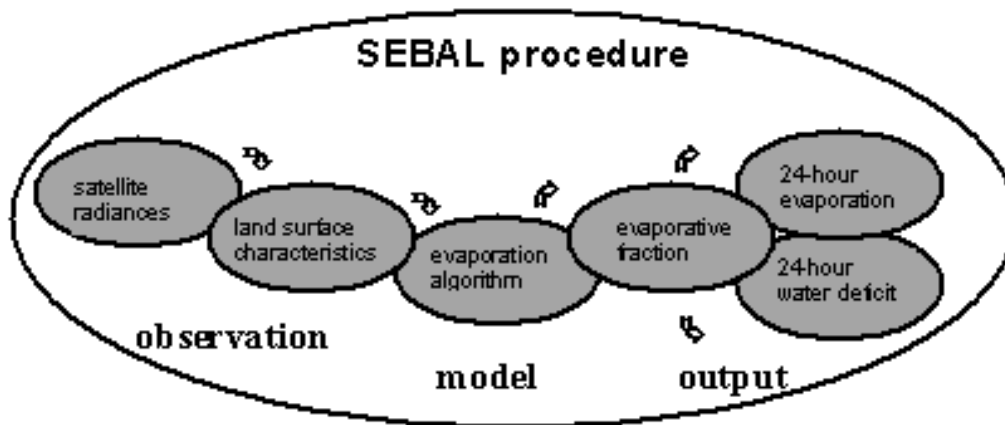 SEBAL procedure
satellite
radiances
land surface
characteristics
evaporation
algorithm
evaporative
fraction
24-hour
evaporation
24-hour
water deficit
observation
model
output